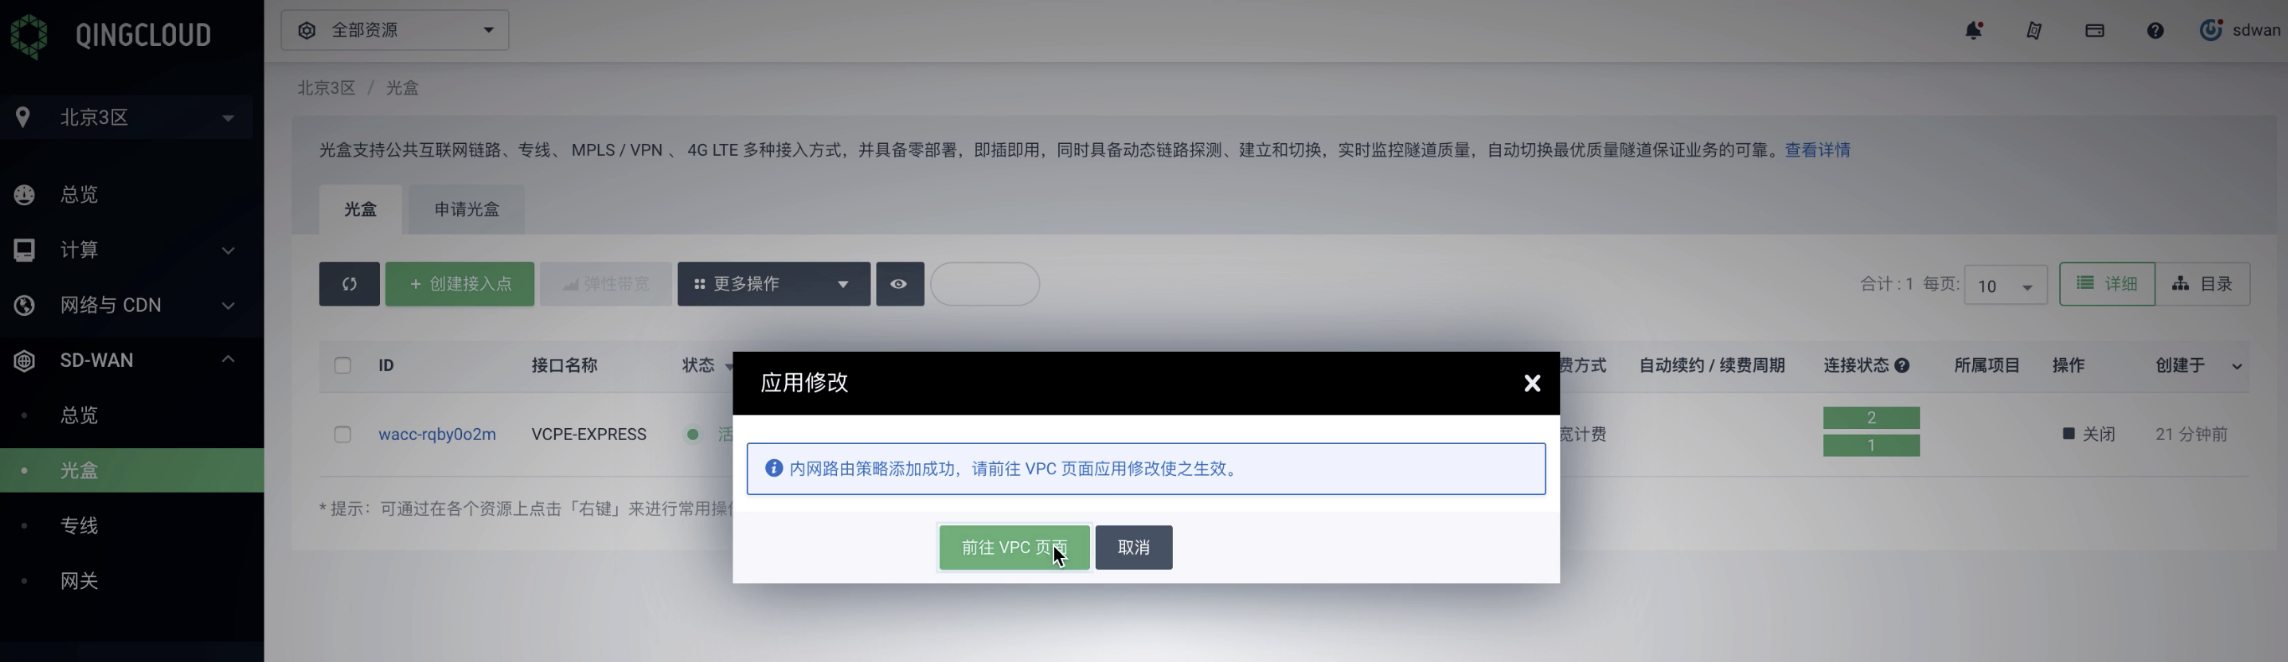 QINGCLOUD
全部资源
sdwan
北京3区
北京3区 / 光盒
光盒支持公共互联网链路、专线、 MPLS / VPN 、 4G LTE 多种接入方式，并具备零部署，即插即用，同时具备动态链路探测、建立和切换，实时监控隧道质量，自动切换最优质量隧道保证业务的可靠。查看详情
总览
光盒
申请光盒
计算
+ 创建接入点
弹性带宽
更多操作
合计 : 1 每页: 10
详细
目录
网络与 CDN
SD-WAN
ID
接口名称
状态
费方式
自动续约 / 续费周期
连接状态
所属项目
操作
创建于
应用修改
总览
wacc-rqby0o2m
VCPE-EXPRESS
活
宽计费
2
1
关闭
21 分钟前
光盒
内网路由策略添加成功，请前往 VPC 页面应用修改使之生效。
* 提示：可通过在各个资源上点击「右键」来进行常用操
专线
前往 VPC 页面
取消
网关